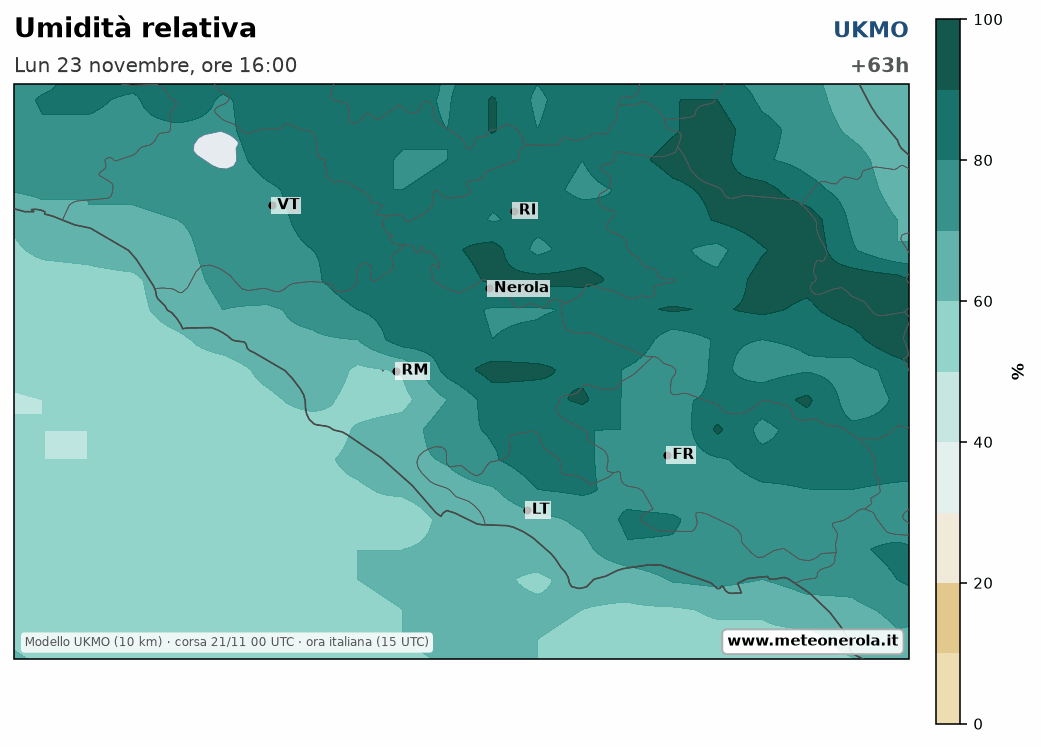 Umidità relativa
UKMO
Lun 23 novembre, ore 16:00
+63h
100
80
60
40
20
0
%
VT
RI
Nerola
RM
FR
LT
Modello UKMO (10 km) · corsa 21/11 00 UTC · ora italiana (15 UTC)
www.meteonerola.it